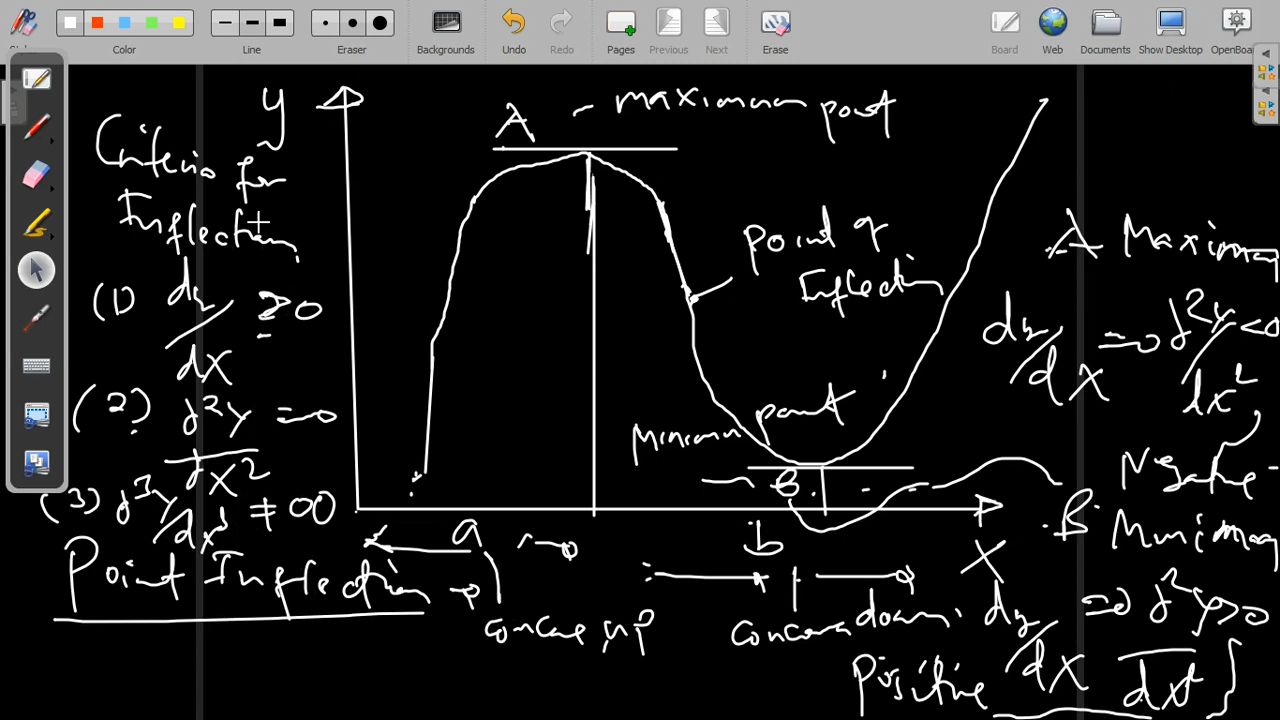 Color
Line
Eraser
Backgrounds
Undo
Redo
Pages
Previous
Next
Erase
Board
Web
Documents
Show Desktop
OpenBoa
y
A - maximum point
Criteria for
Inflection
(1) dy/dx ≥ 0
(2) d²y/dx² = 0
(3) d³y/dx³ ≠ 00
Point Inflection →
Point of
Inflection
Minimum point
B
a
b
X
concave up
concave down
A Maximum
dy/dx = 0 d²y/dx² < 0
Negative -
B Minimum
dy/dx = 0 d²y/dx² > 0
Positive